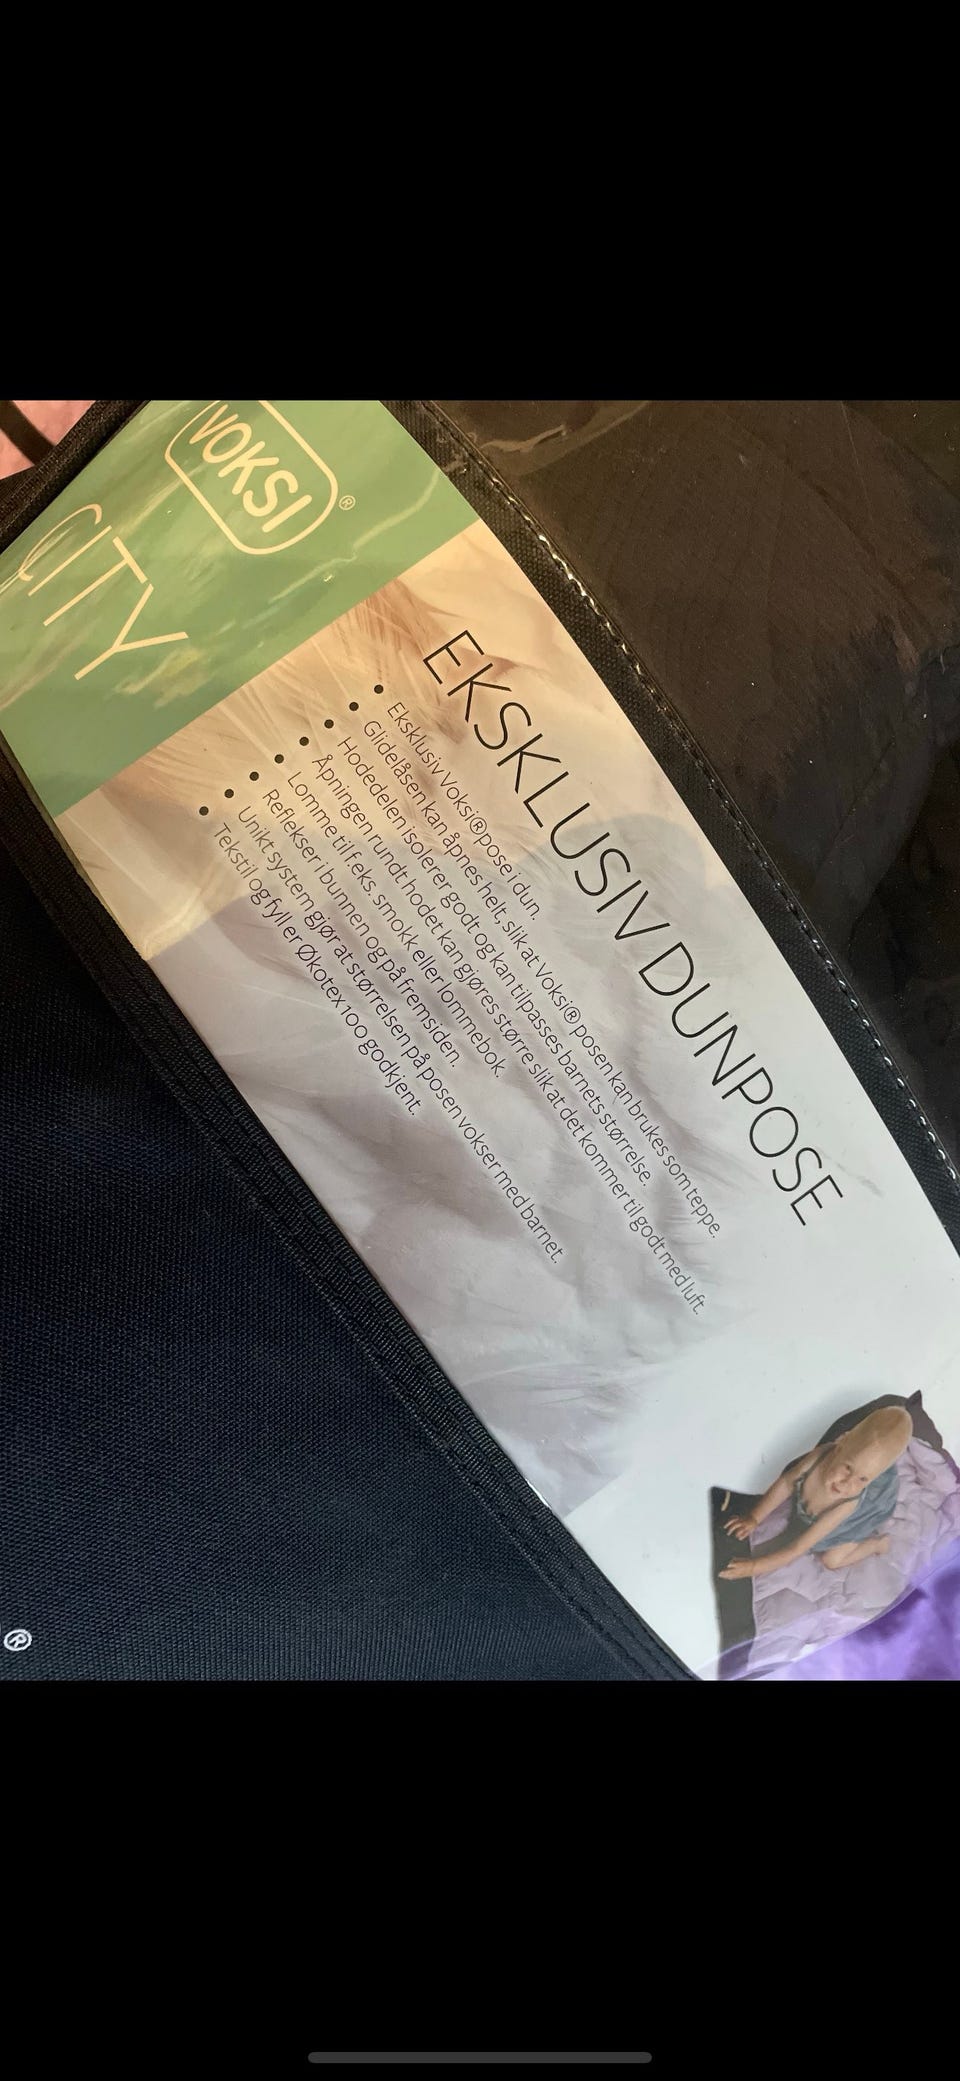 VOKSI®
CITY
EKSKLUSIV DUNPOSE
• Eksklusiv Voksi® pose i dun.
• Glidelåsen kan åpnes helt, slik at Voksi® posen kan brukes som teppe.
• Hodedelen isolerer godt og kan tilpasses barnets størrelse.
• Åpningen rundt hodet kan gjøres større slik at det kommer til godt med luft.
• Lomme til f.eks. smokk eller lommebok.
• Reflekser i bunnen og på fremsiden.
• Unikt system gjør at størrelsen på posen vokser med barnet.
• Tekstil og fyll er Økotex 100 godkjent.
®